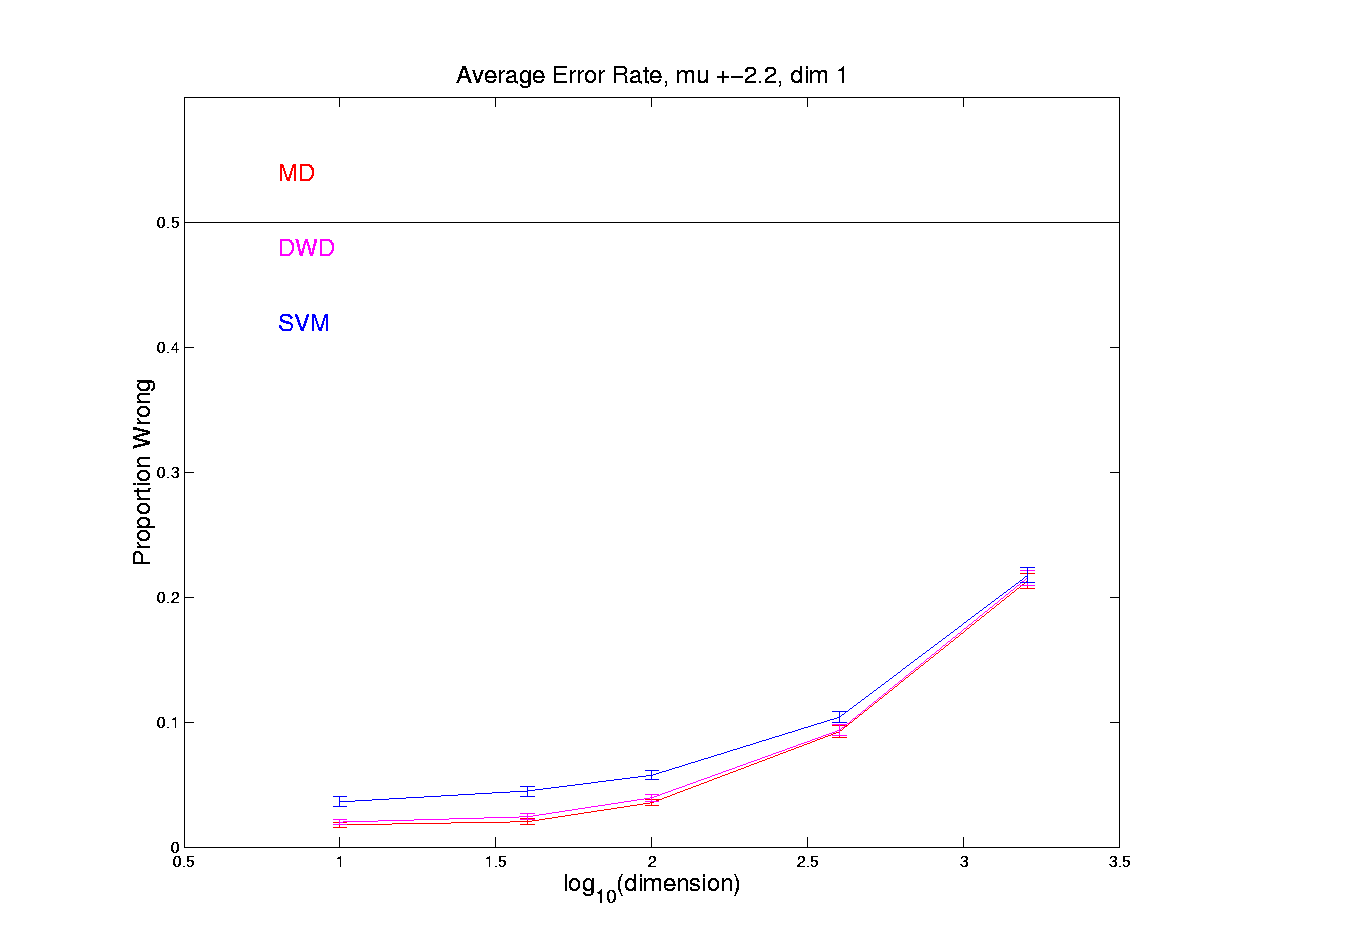 Average Error Rate, mu +-2.2, dim 1
MD
DWD
SVM
0.5
0.4
0.3
0.2
0.1
0
Proportion Wrong
0.5 1 1.5 2 2.5 3 3.5
log10(dimension)